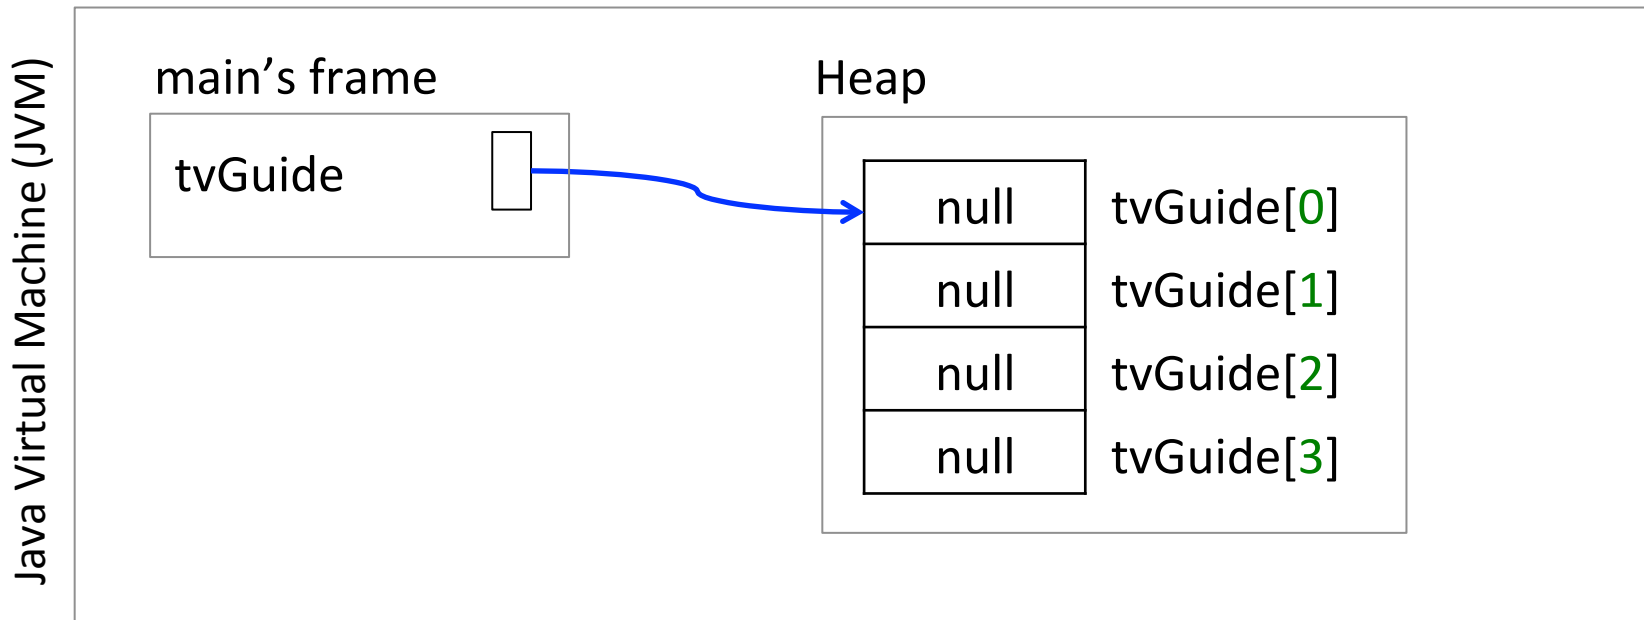 Java Virtual Machine (JVM)
main’s frame
tvGuide
Heap
null tvGuide[0]
null tvGuide[1]
null tvGuide[2]
null tvGuide[3]